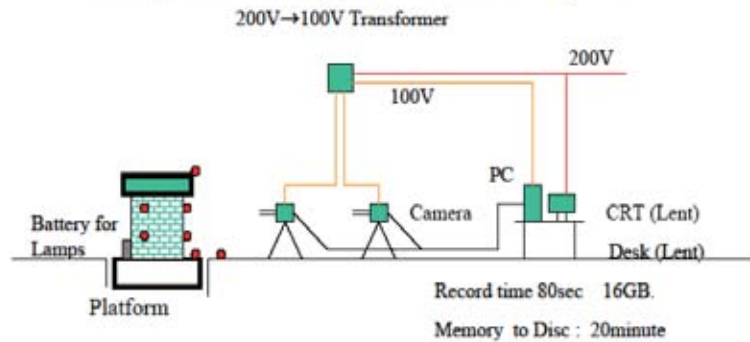 200V→100V Transformer
200V
100V
PC
Battery for
Lamps
Camera
CRT (Lent)
Desk (Lent)
Platform
Record time 80sec 16GB.
Memory to Disc : 20minute